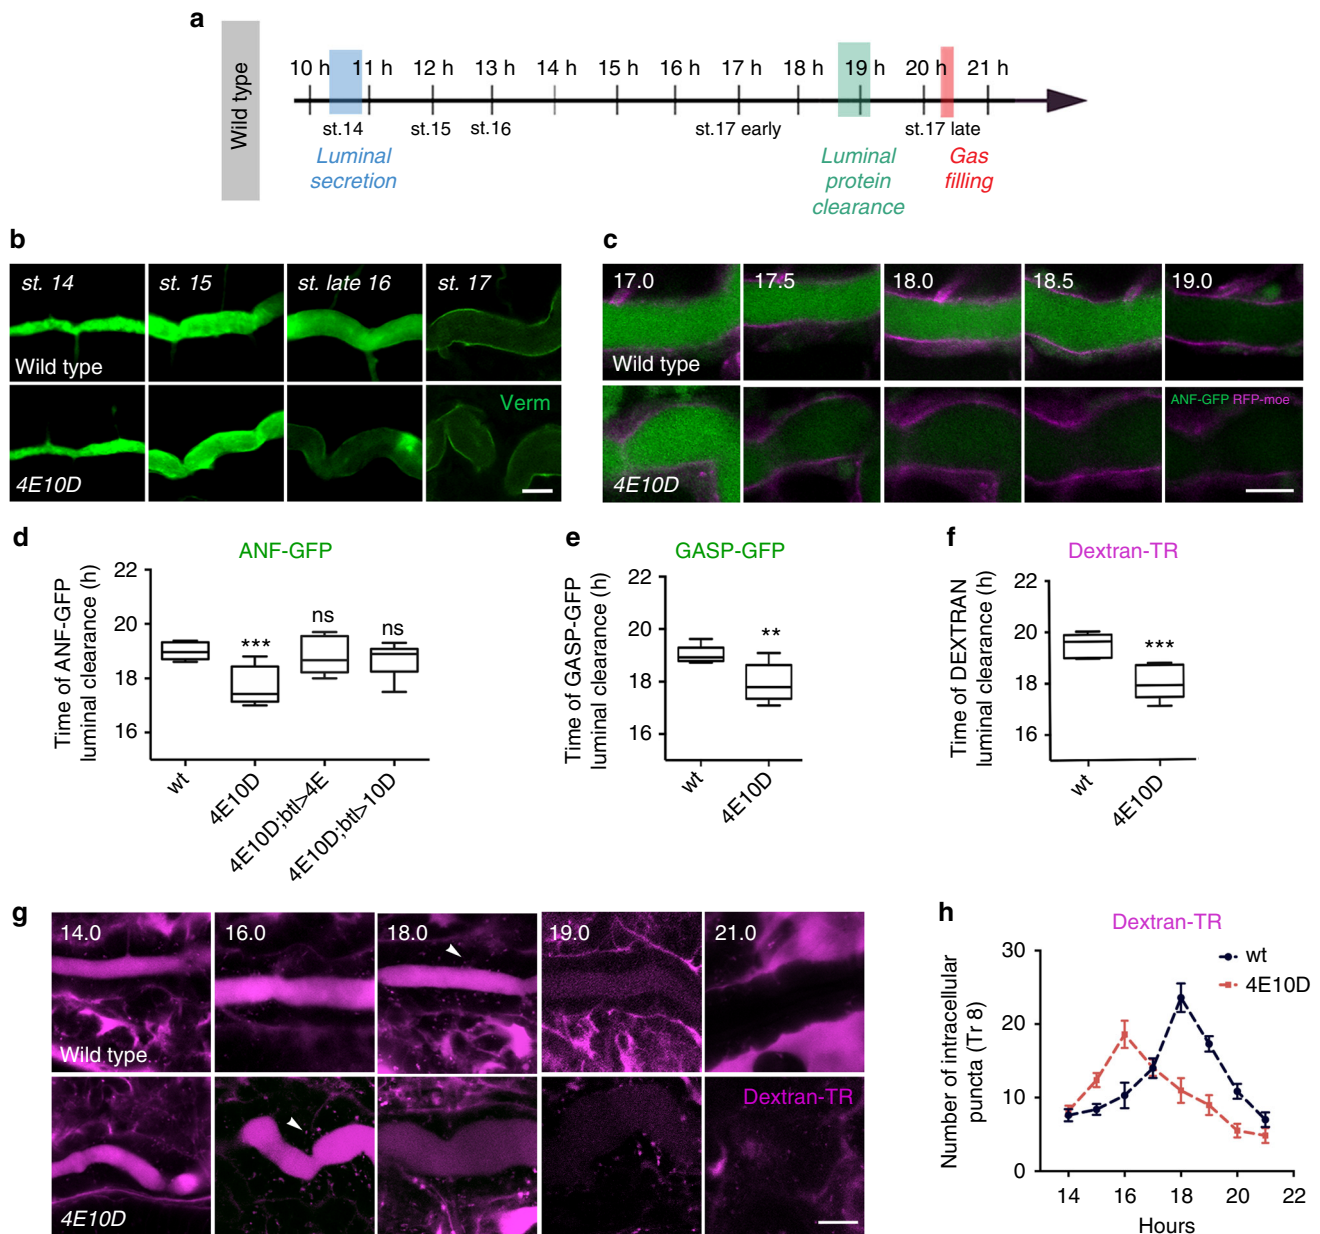 a
Wild type
10 h 11 h 12 h 13 h 14 h 15 h 16 h 17 h 18 h 19 h 20 h 21 h
st.14 st.15 st.16 st.17 early st.17 late
Luminal
secretion
Luminal
protein
clearance
Gas
filling
b
st. 14 st. 15 st. late 16 st. 17
Wild type
Verm
4E10D
c
17.0 17.5 18.0 18.5 19.0
Wild type
ANF-GFP RFP-moe
4E10D
d
ANF-GFP
Time of ANF-GFP
luminal clearance (h)
22
20
18
16
***
ns
ns
wt
4E10D
4E10D;btl>4E
4E10D;btl>10D
e
GASP-GFP
Time of GASP-GFP
luminal clearance (h)
22
20
18
16
**
wt
4E10D
f
Dextran-TR
Time of DEXTRAN
luminal clearance (h)
22
20
18
16
***
wt
4E10D
g
14.0 16.0 18.0 19.0 21.0
Wild type
Dextran-TR
4E10D
h
Dextran-TR
Number of intracellular
puncta (Tr 8)
30
20
10
0
wt
4E10D
14 16 18 20 22
Hours